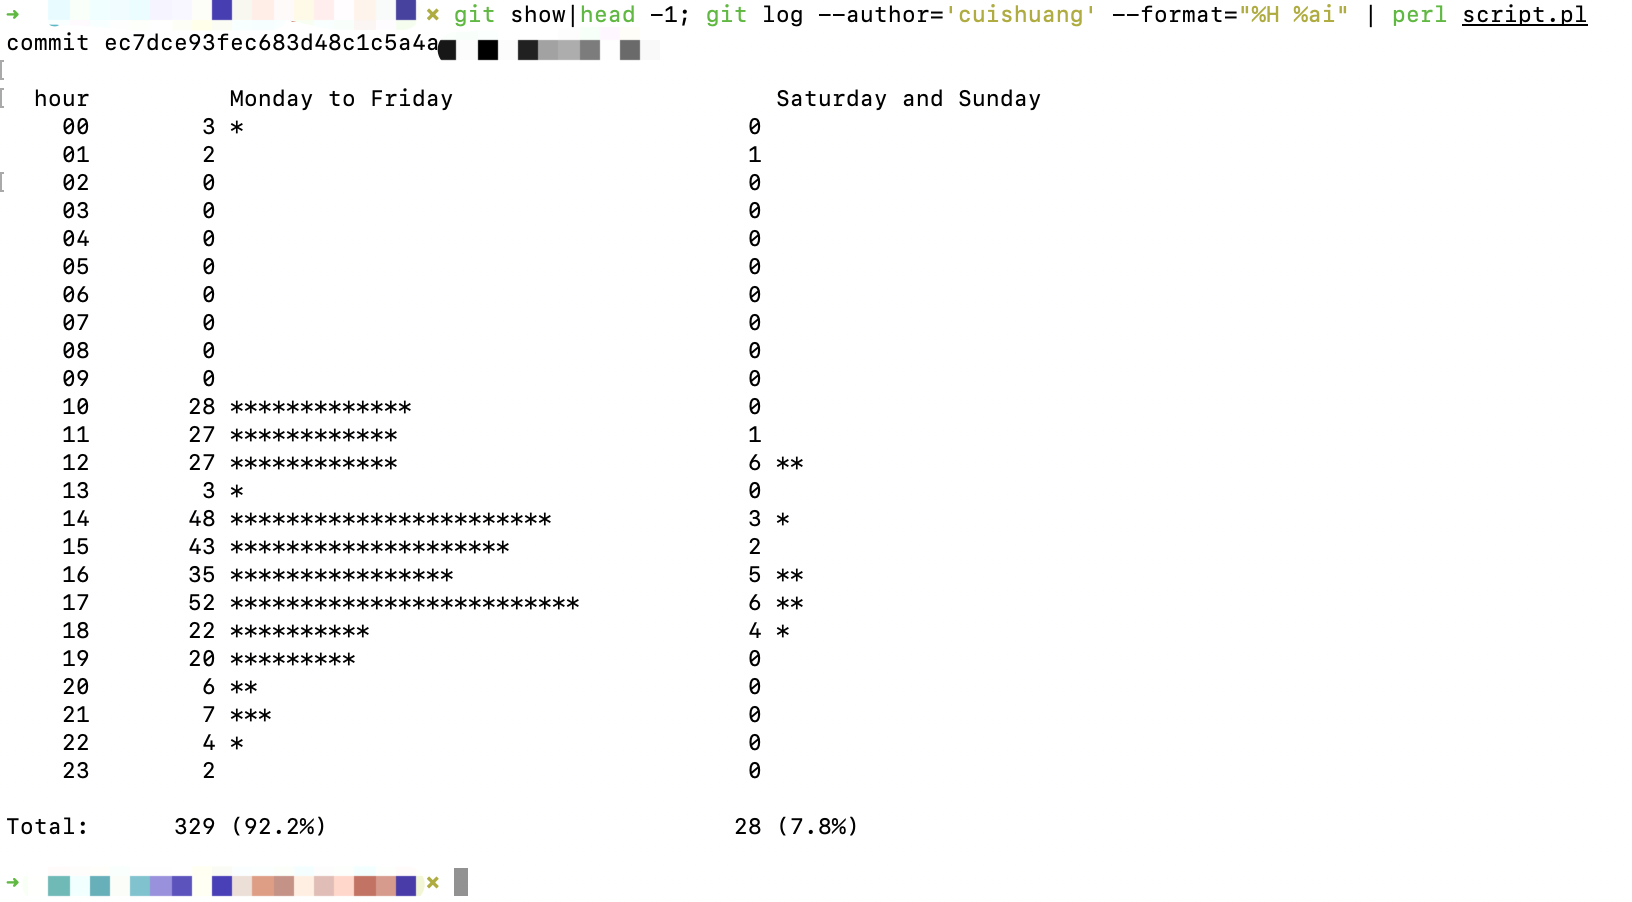 ➜ × git show|head -1; git log --author='cuishuang' --format="%H %ai" | perl script.pl
commit ec7dce93fec683d48c1c5a4a
hour Monday to Friday Saturday and Sunday
00 3 * 0
01 2 1
02 0 0
03 0 0
04 0 0
05 0 0
06 0 0
07 0 0
08 0 0
09 0 0
10 28 ************* 0
11 27 ************ 1
12 27 ************ 6 **
13 3 * 0
14 48 *********************** 3 *
15 43 ******************** 2
16 35 **************** 5 **
17 52 ************************* 6 **
18 22 ********** 4 *
19 20 ********* 0
20 6 ** 0
21 7 *** 0
22 4 * 0
23 2 0
Total: 329 (92.2%) 28 (7.8%)
➜ ×